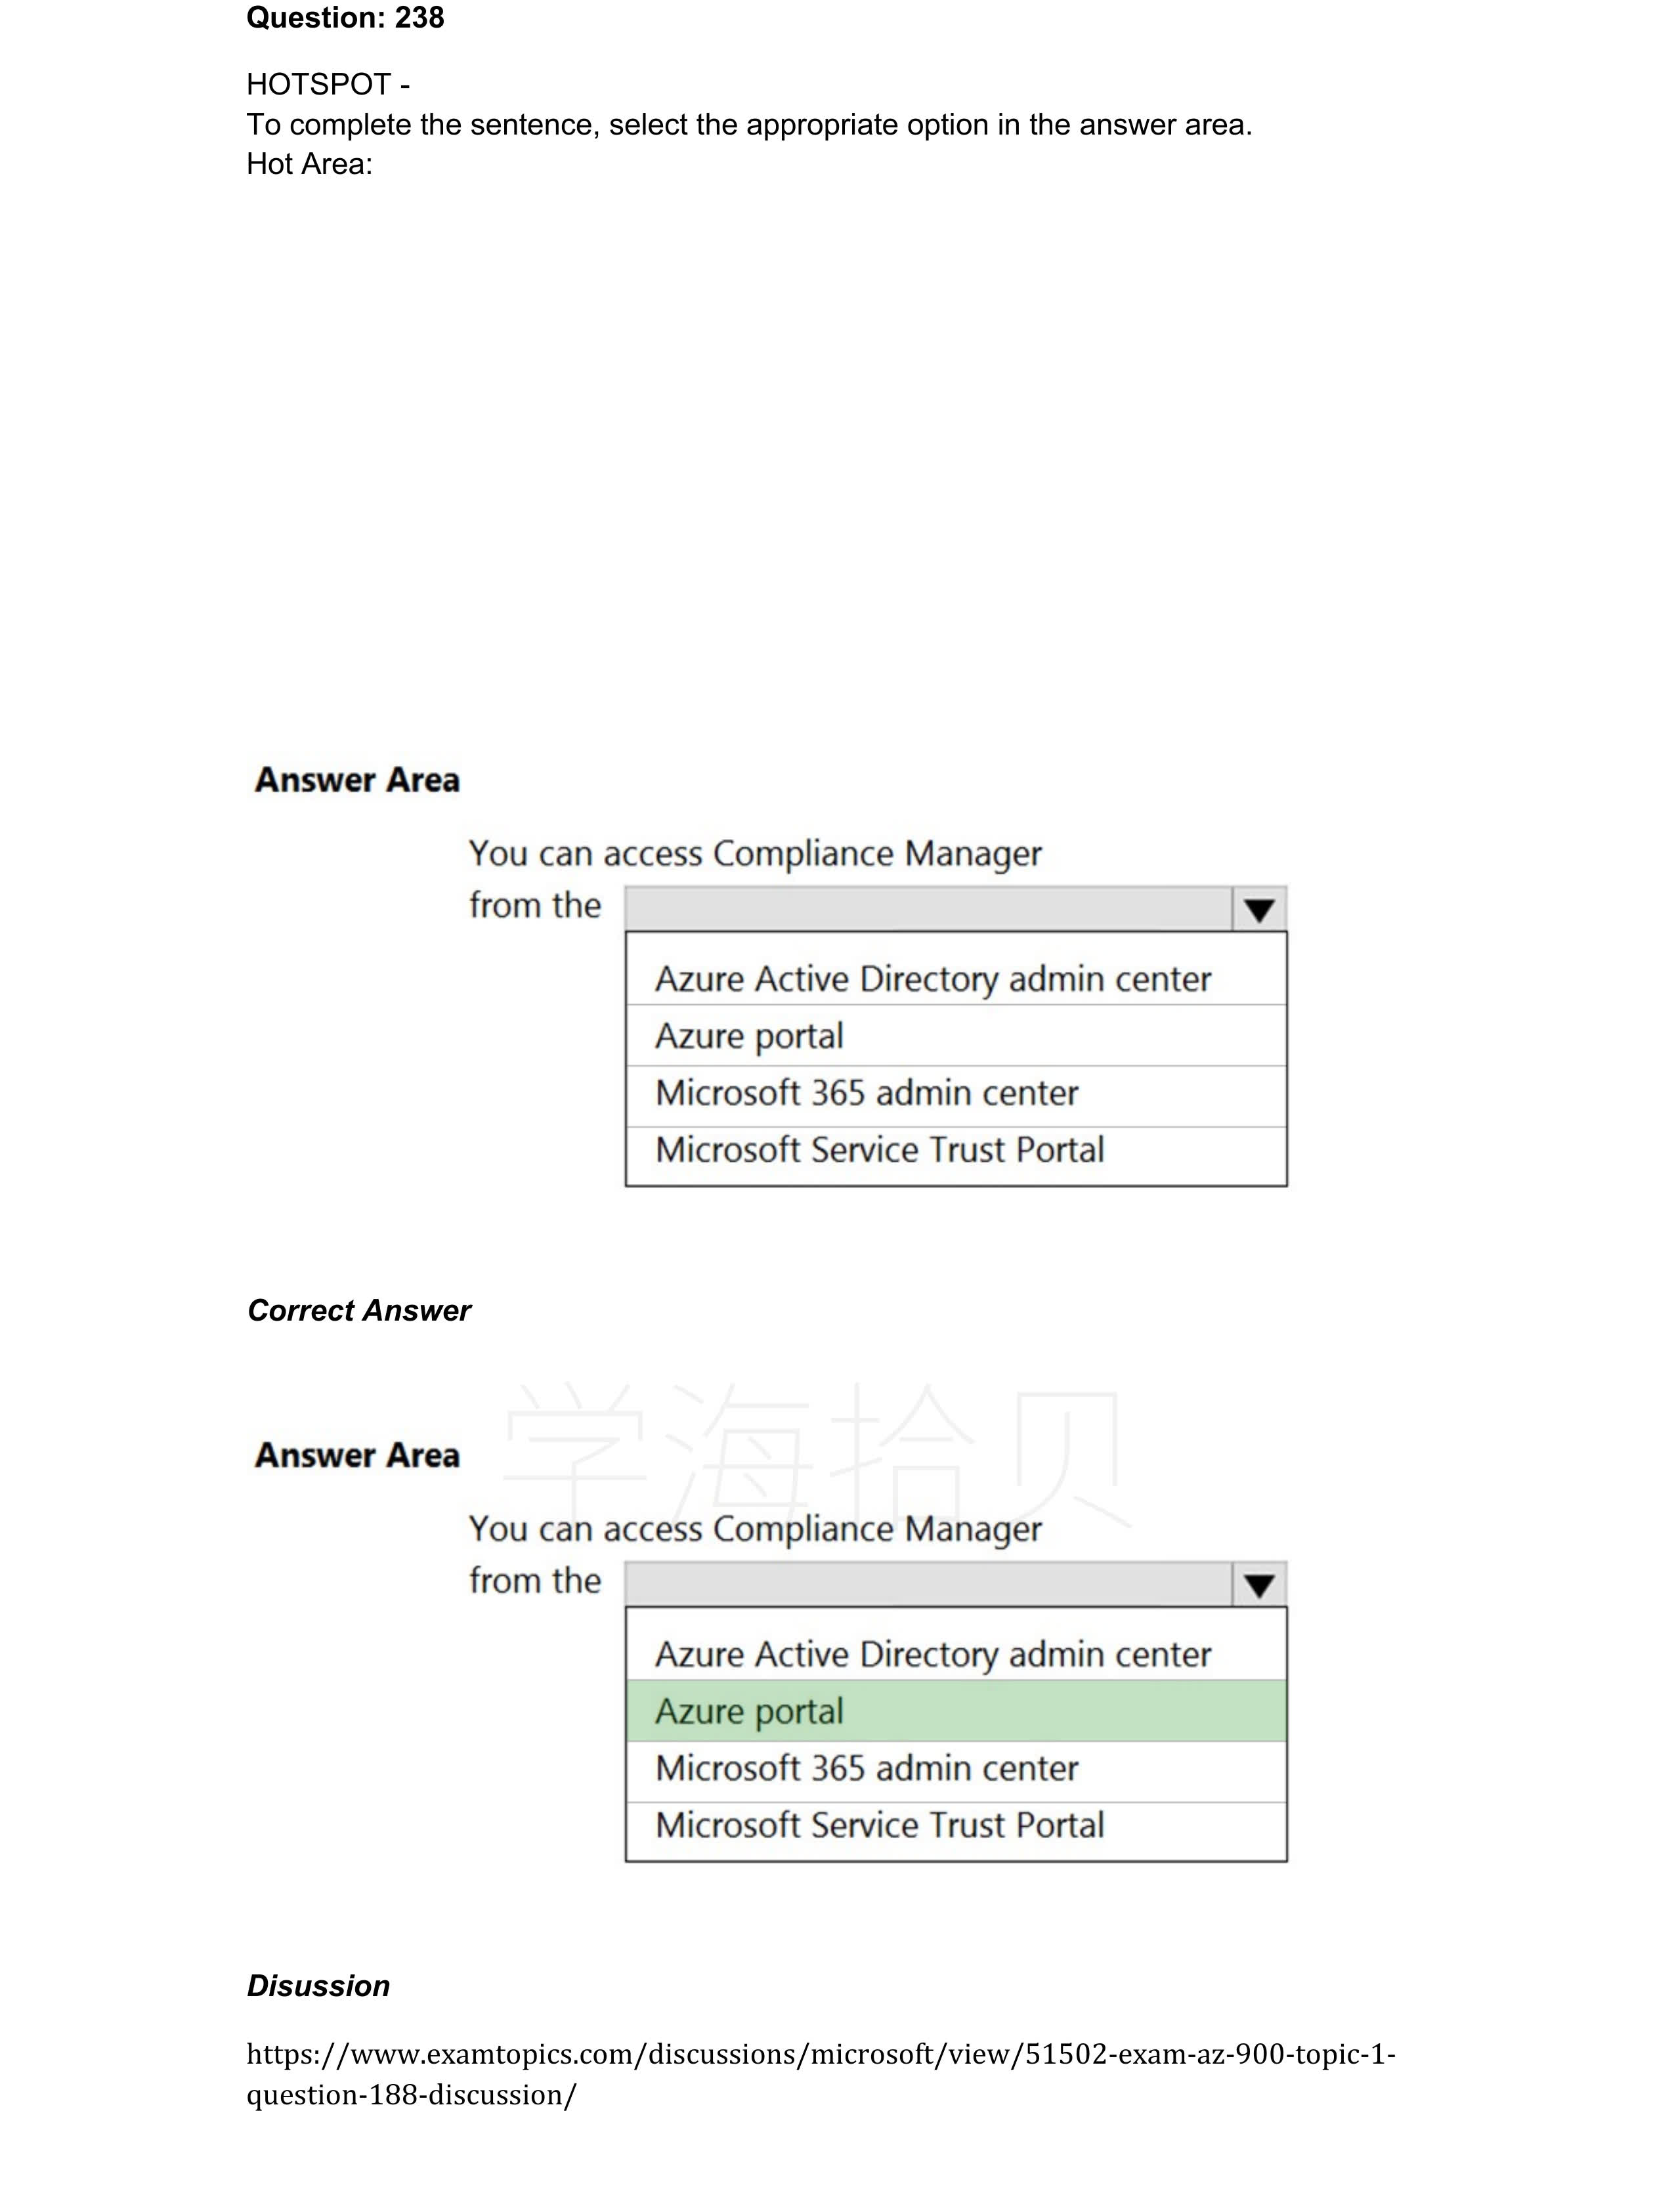 Question: 238
HOTSPOT -
To complete the sentence, select the appropriate option in the answer area.
Hot Area:
Answer Area
You can access Compliance Manager
from the
Azure Active Directory admin center
Azure portal
Microsoft 365 admin center
Microsoft Service Trust Portal
Correct Answer
学海拾贝
Answer Area
You can access Compliance Manager
from the
Azure Active Directory admin center
Azure portal
Microsoft 365 admin center
Microsoft Service Trust Portal
Disussion
https://www.examtopics.com/discussions/microsoft/view/51502-exam-az-900-topic-1-
question-188-discussion/